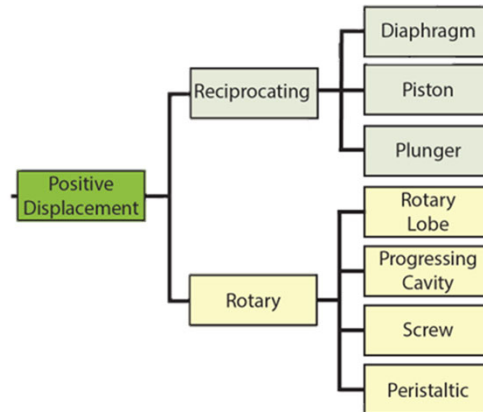 Diaphragm
Reciprocating
Piston
Plunger
Positive
Displacement
Rotary
Lobe
Progressing
Cavity
Rotary
Screw
Peristaltic